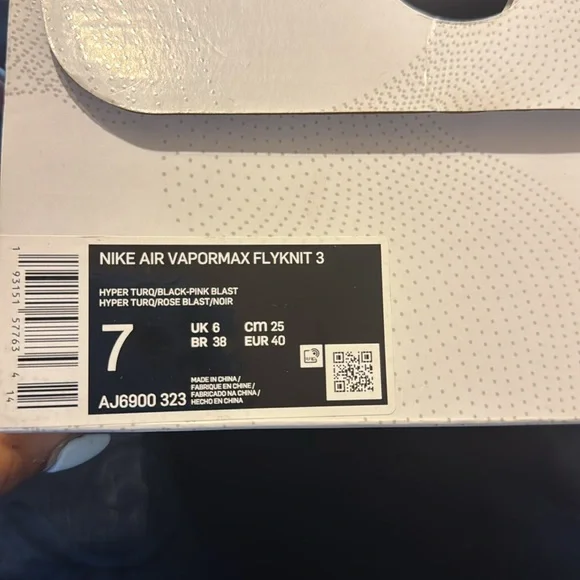 NIKE AIR VAPORMAX FLYKNIT 3
HYPER TURQ/BLACK-PINK BLAST
HYPER TURQ/ROSE BLAST/NOIR
7
UK 6 cm 25
BR 38 EUR 40
MADE IN CHINA /
FABRIQUE EN CHINE /
FABRICADO NA CHINA /
HECHO EN CHINA
AJ6900 323
1 93151 57763 4 14